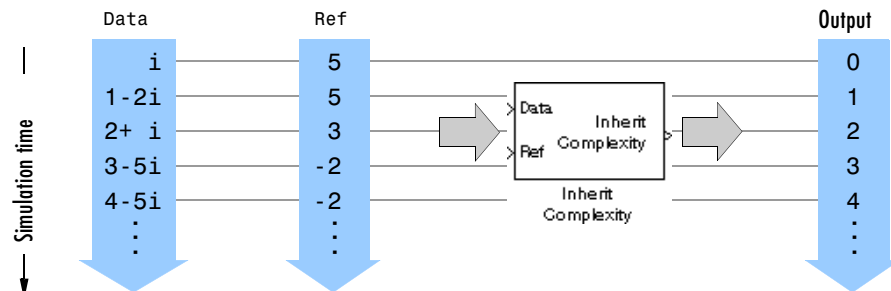 Data Ref Output
i 5 0
1-2i 5 1
2+ i 3 2
3-5i -2 3
4-5i -2 4
Simulation time
Data
Ref
Inherit
Complexity
Inherit
Complexity